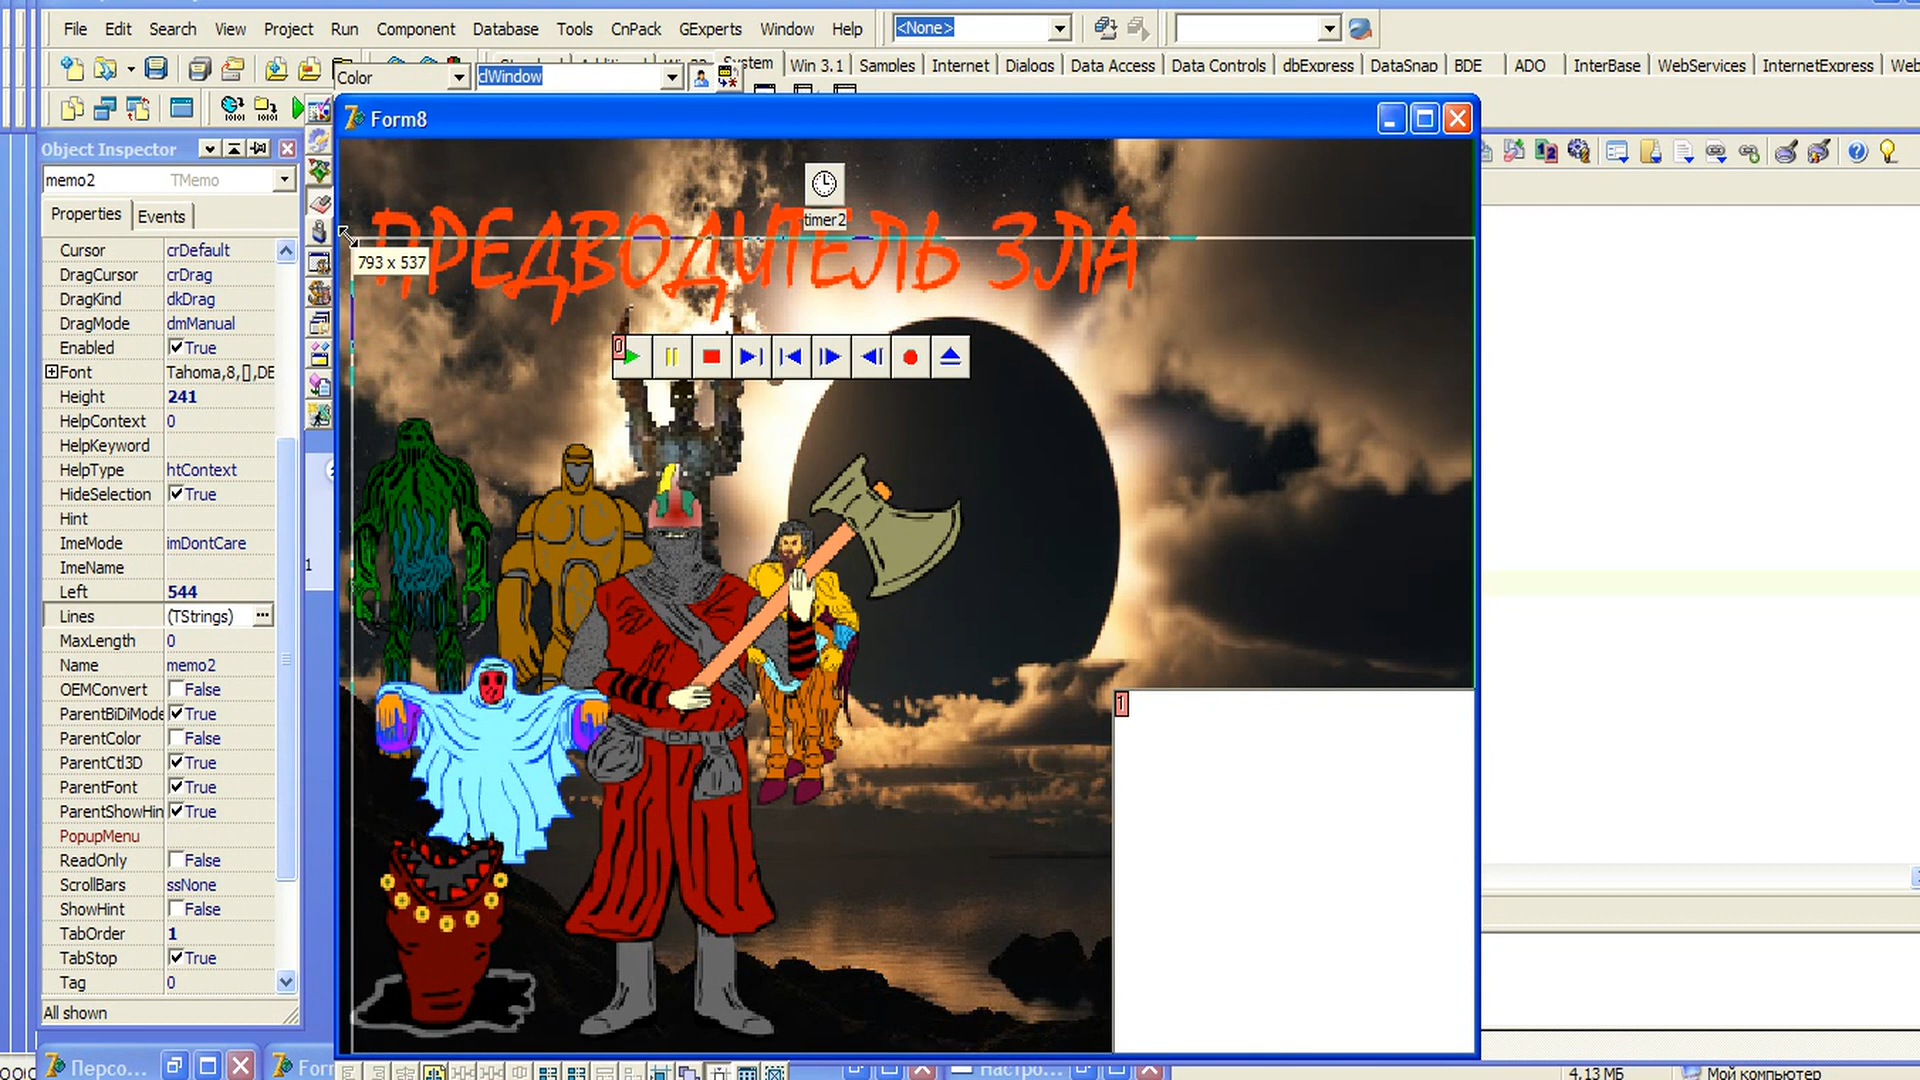 File Edit Search View Project Run Component Database Tools CnPack GExperts Window Help <None>
System Win 3.1 Samples Internet Dialogs Data Access Data Controls dbExpress DataSnap BDE ADO InterBase WebServices InternetExpress
Color
Form8
Object Inspector
memo2 TMemo
Properties Events
timer2
ПРЕДВОДИТЕЛЬ ЗЛА
793 x 537
Cursor crDefault
DragCursor crDrag
DragKind dkDrag
DragMode dmManual
Enabled True
Font Tahoma,8,[],DE
Height 241
HelpContext 0
HelpKeyword
HelpType htContext
HideSelection True
Hint
ImeMode imDontCare
ImeName
Left 544
Lines (TStrings) ...
MaxLength 0
Name memo2
OEMConvert False
ParentBiDiMode True
ParentColor False
ParentCtl3D True
ParentFont True
ParentShowHin True
PopupMenu
ReadOnly False
ScrollBars ssNone
ShowHint False
TabOrder 1
TabStop True
Tag 0
All shown
0
1
1
Персо...
4,13 МБ
Мой компьютер